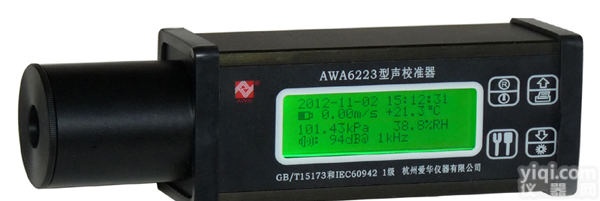 AWA6223型声校准器
2012-11-02 15:12:31
0.00m/s +21.3℃
101.43kPa 38.8%RH
94dB@ 1kHz
GB/T15173和IEC60942 1级 杭州爱华仪器有限公司
yiqi.com
仪器网